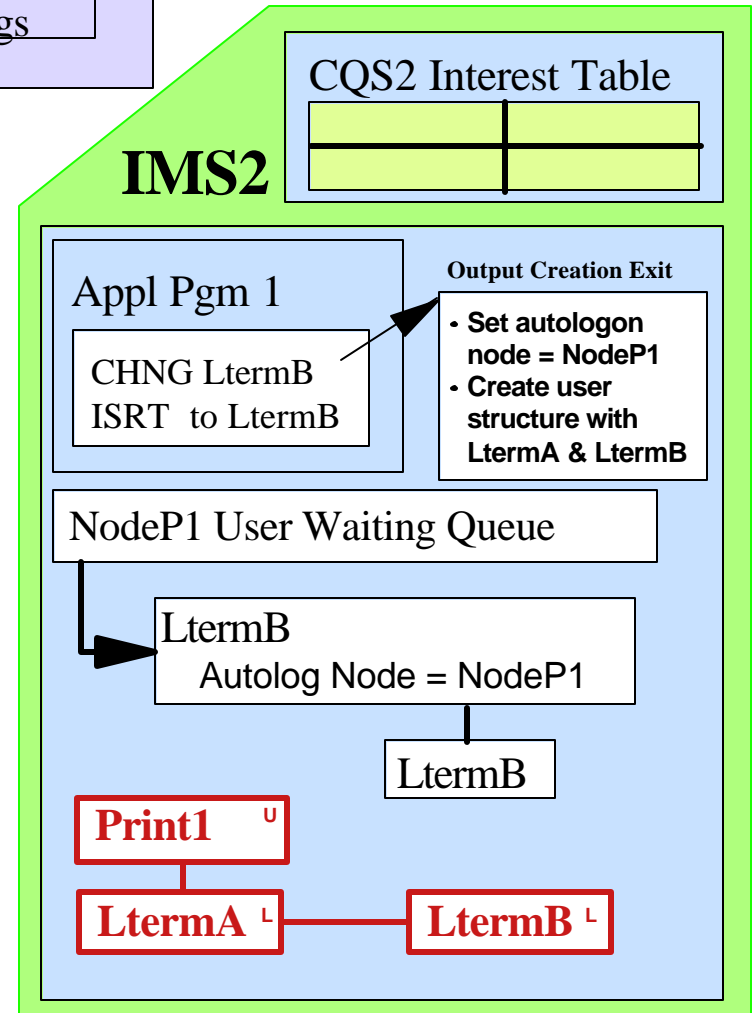 CQS2 Interest Table
IMS2
Appl Pgm 1
CHNG LtermB
ISRT to LtermB
Output Creation Exit
- Set autologon
node = NodeP1
- Create user
structure with
LtermA & LtermB
NodeP1 User Waiting Queue
LtermB
Autolog Node = NodeP1
LtermB
Print1 U
LtermA L
LtermB L